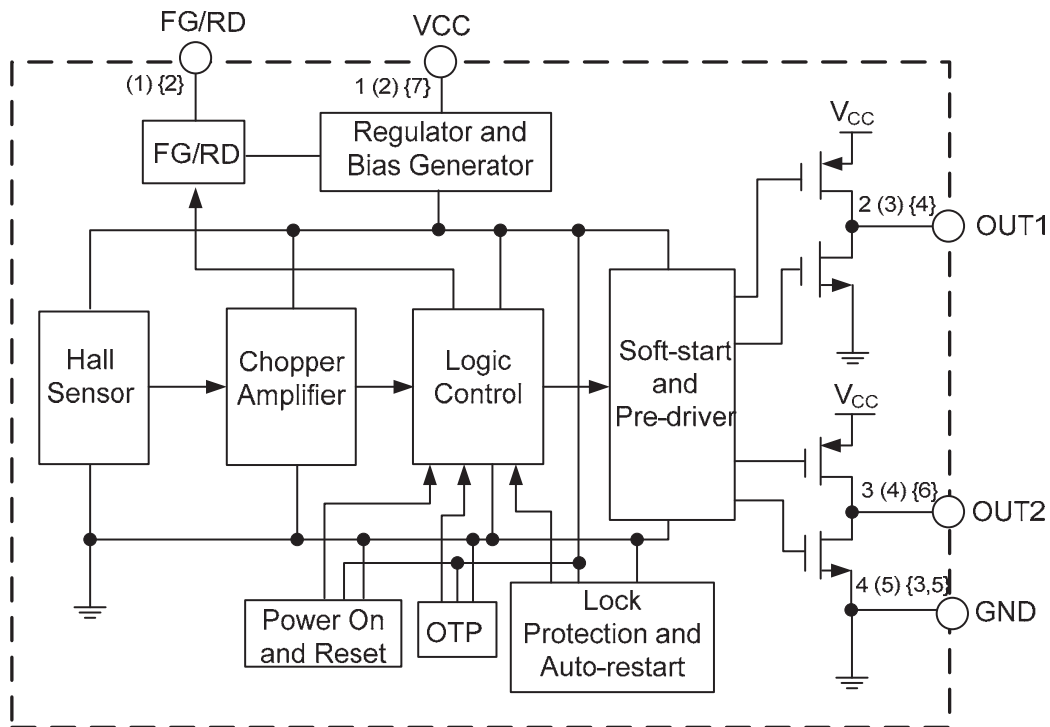 FG/RD
VCC
(1) {2}
1 (2) {7}
FG/RD
Regulator and
Bias Generator
VCC
2 (3) {4}
OUT1
Hall
Sensor
Chopper
Amplifier
Logic
Control
Soft-start
and
Pre-driver
VCC
3 (4) {6}
OUT2
4 (5) {3,5}
GND
Power On
and Reset
OTP
Lock
Protection and
Auto-restart